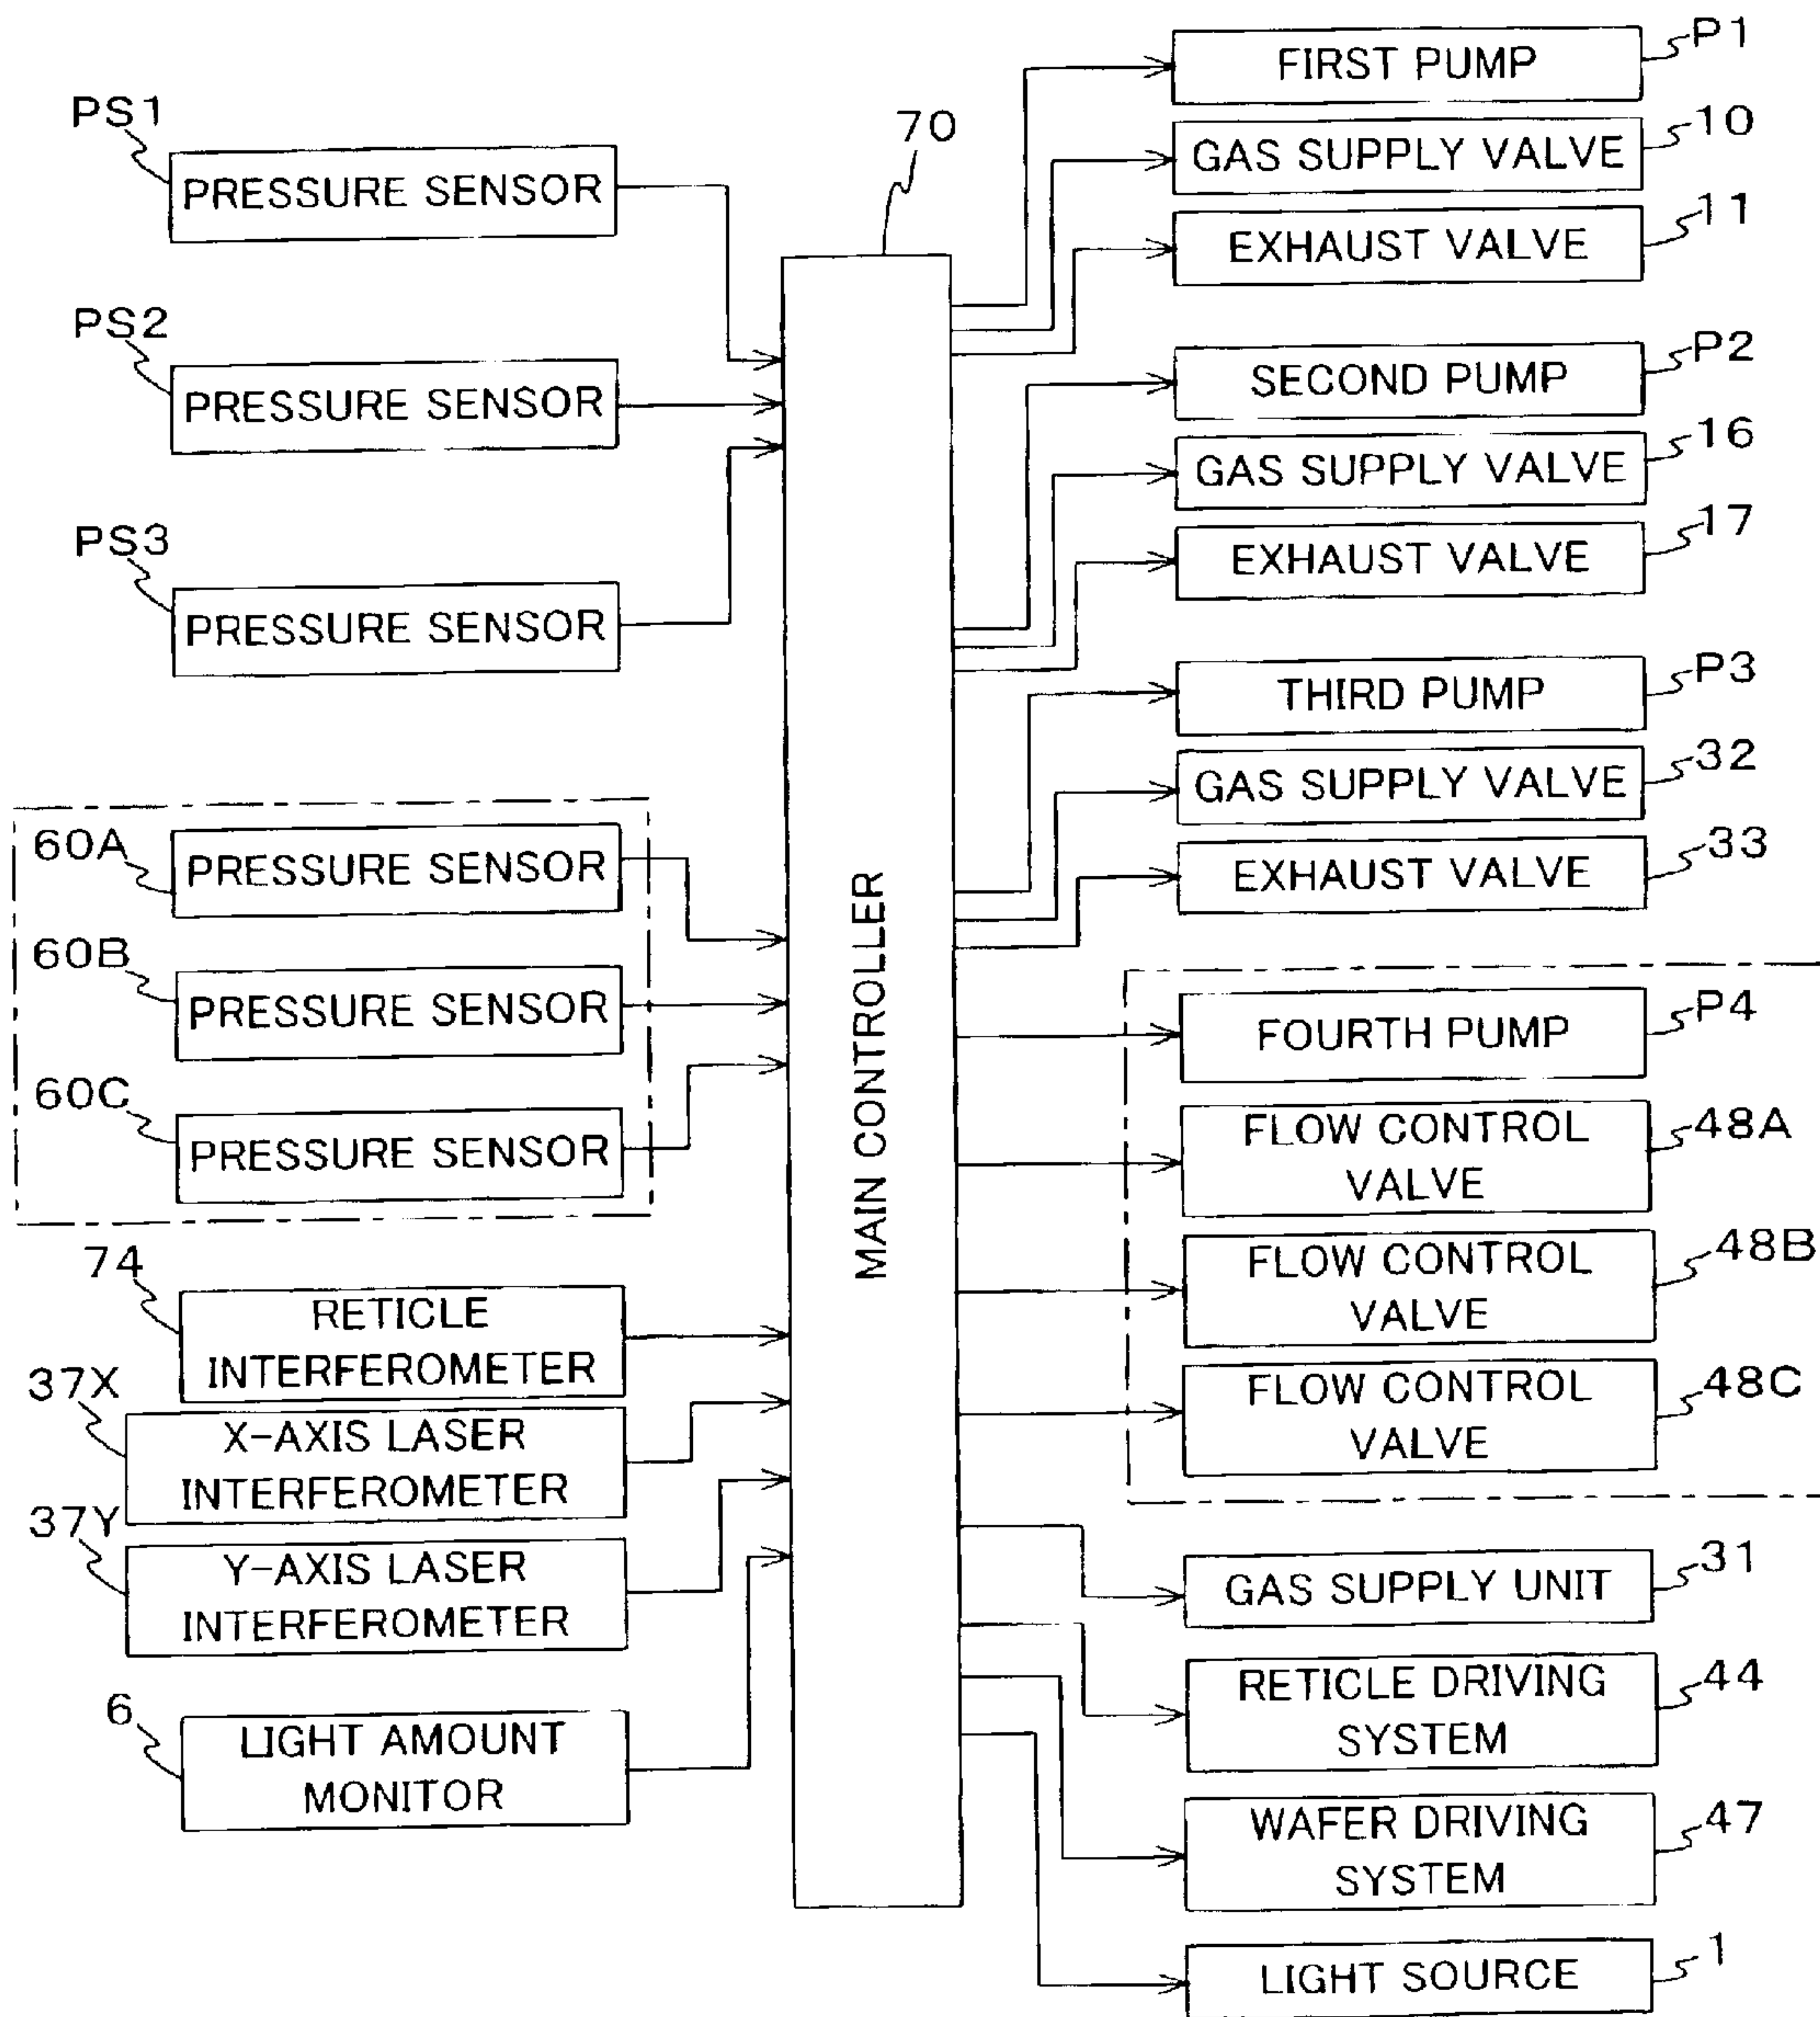 PS1
PRESSURE SENSOR
PS2
PRESSURE SENSOR
PS3
PRESSURE SENSOR
60A
PRESSURE SENSOR
60B
PRESSURE SENSOR
60C
PRESSURE SENSOR
74
RETICLE
INTERFEROMETER
37X
X-AXIS LASER
INTERFEROMETER
37Y
Y-AXIS LASER
INTERFEROMETER
6
LIGHT AMOUNT
MONITOR
70
MAIN CONTROLLER
FIRST PUMP
P1
GAS SUPPLY VALVE
10
EXHAUST VALVE
11
SECOND PUMP
P2
GAS SUPPLY VALVE
16
EXHAUST VALVE
17
THIRD PUMP
P3
GAS SUPPLY VALVE
32
EXHAUST VALVE
33
FOURTH PUMP
P4
FLOW CONTROL
VALVE
48A
FLOW CONTROL
VALVE
48B
FLOW CONTROL
VALVE
48C
GAS SUPPLY UNIT
31
RETICLE DRIVING
SYSTEM
44
WAFER DRIVING
SYSTEM
47
LIGHT SOURCE
1